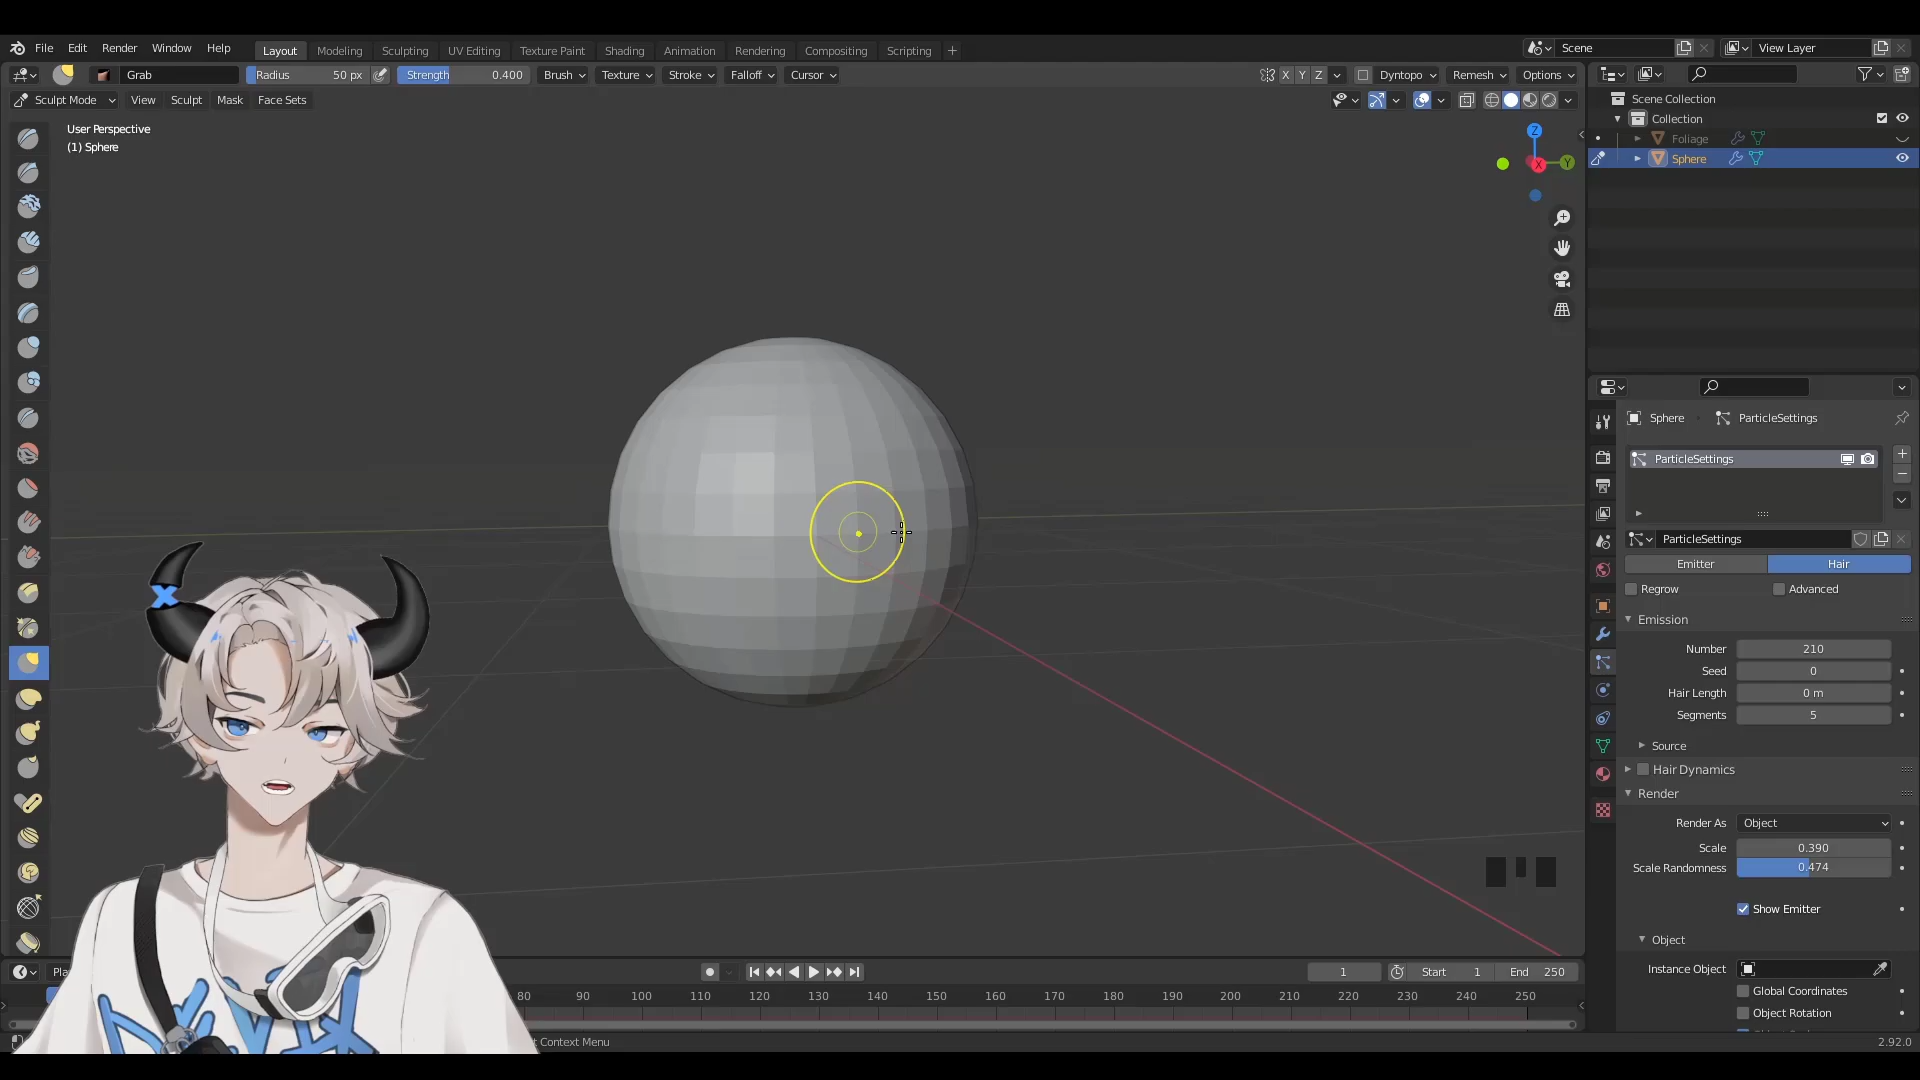 File Edit Render Window Help Layout Modeling Sculpting UV Editing Texture Paint Shading Animation Rendering Compositing Scripting + Scene View Layer
Grab Radius 50 px Strength 0.400 Brush Texture Stroke Falloff Cursor X Y Z Dyntopo Remesh Options
Sculpt Mode View Sculpt Mask Face Sets
Scene Collection
Collection
Foliage
Sphere
User Perspective
(1) Sphere
Z
X
Y
Sphere ParticleSettings
ParticleSettings
ParticleSettings
Emitter Hair
Regrow Advanced
Emission
Number 210
Seed 0
Hair Length 0 m
Segments 5
Source
Hair Dynamics
Render
Render As Object
Scale 0.390
Scale Randomness 0.474
Show Emitter
Object
Instance Object
Global Coordinates
Object Rotation
1 Start 1 End 250
80 90 100 110 120 130 140 150 160 170 180 190 200 210 220 230 240 250
t Context Menu
2.92.0